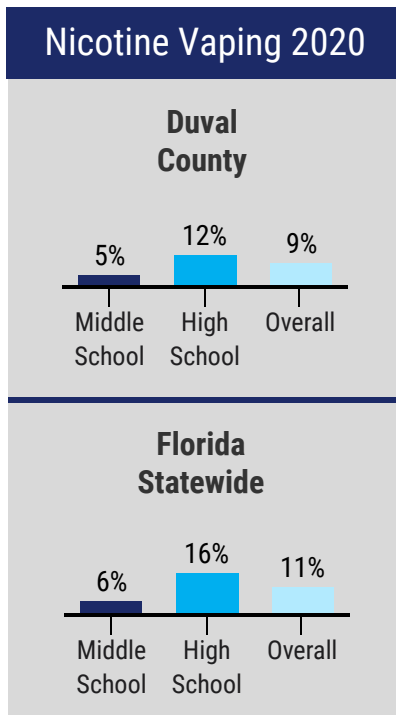 Nicotine Vaping 2020
Duval
County
5%
12%
9%
Middle
School
High
School
Overall
Florida
Statewide
6%
16%
11%
Middle
School
High
School
Overall